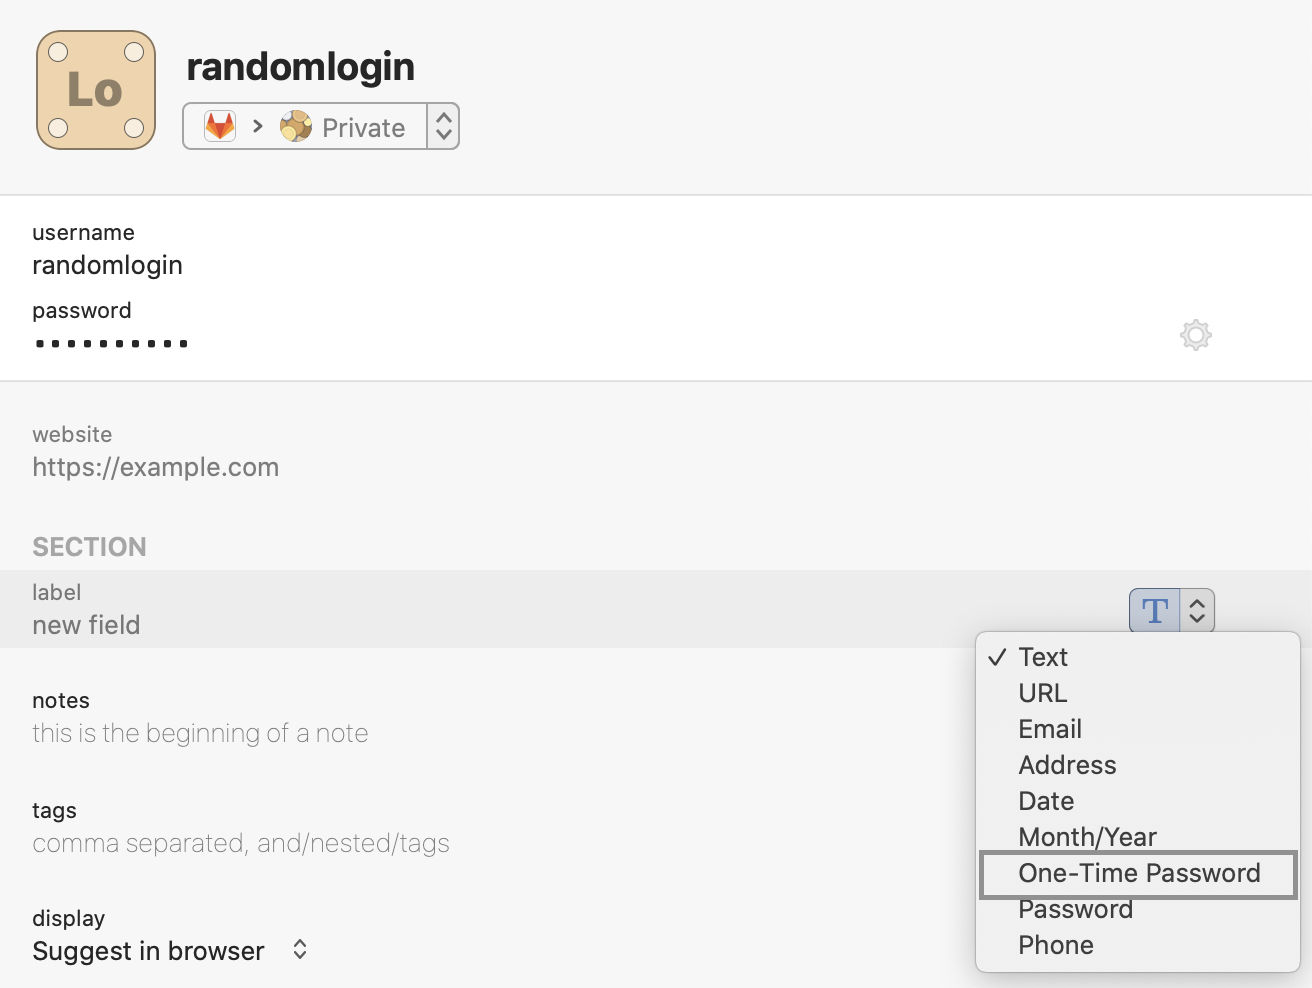 Lo
randomlogin
Private
username
randomlogin
password
••••••••••
website
https://example.com
SECTION
label
new field
T
✓ Text
URL
Email
Address
Date
Month/Year
One-Time Password
Password
Phone
notes
this is the beginning of a note
tags
comma separated, and/nested/tags
display
Suggest in browser